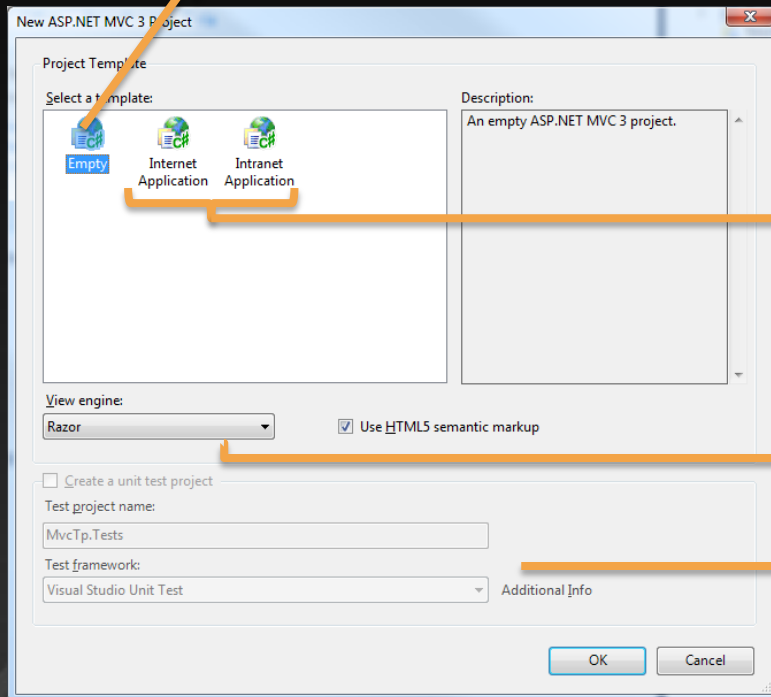 New ASP.NET MVC 3 Project
Project Template
Select a template:
Empty
Internet
Application
Intranet
Application
Description:
An empty ASP.NET MVC 3 project.
View engine:
Razor
Use HTML5 semantic markup
Create a unit test project
Test project name:
MvcTp.Tests
Test framework:
Visual Studio Unit Test
Additional Info
OK
Cancel